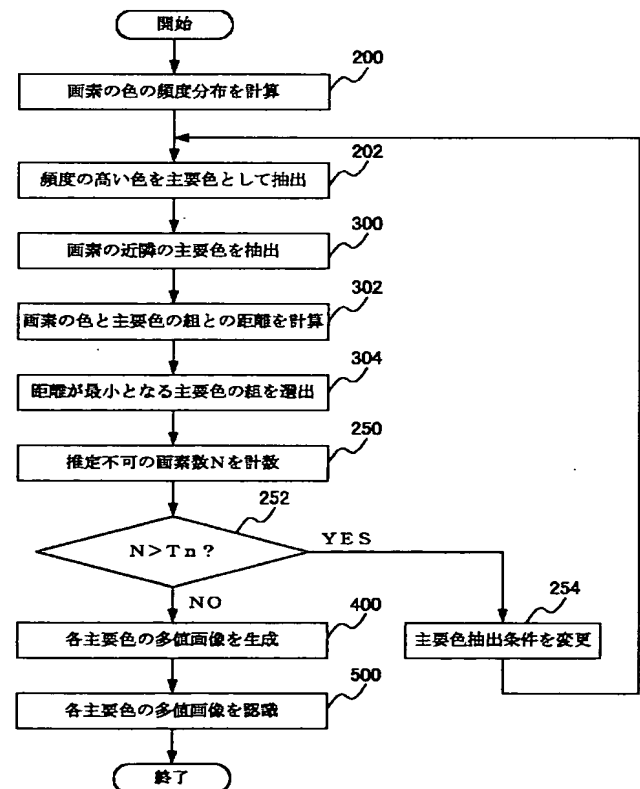 開始
200
画素の色の頻度分布を計算
202
頻度の高い色を主要色として抽出
300
画素の近隣の主要色を抽出
302
画素の色と主要色の組との距離を計算
304
距離が最小となる主要色の組を選出
250
推定不可の画素数Nを計数
252
N>Tn?
YES
NO
254
主要色抽出条件を変更
400
各主要色の多値画像を生成
500
各主要色の多値画像を認識
終了